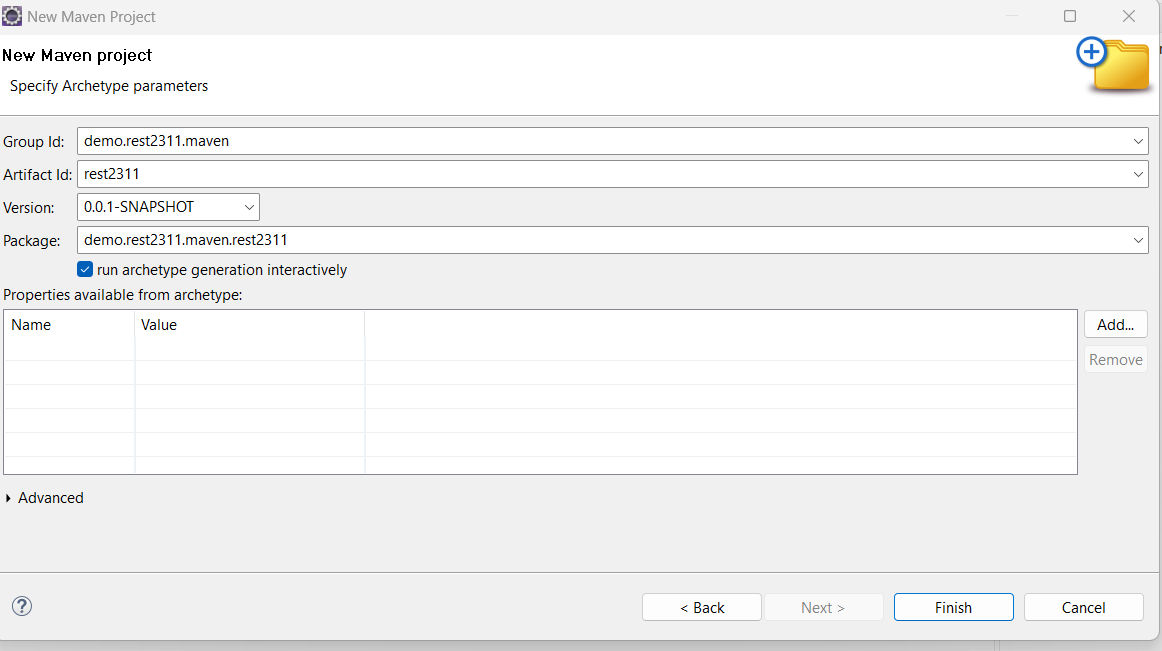 New Maven Project
New Maven project
Specify Archetype parameters
Group Id: demo.rest2311.maven
Artifact Id: rest2311
Version: 0.0.1-SNAPSHOT
Package: demo.rest2311.maven.rest2311
run archetype generation interactively
Properties available from archetype:
Name Value Add...
Remove
Advanced
? < Back Next > Finish Cancel